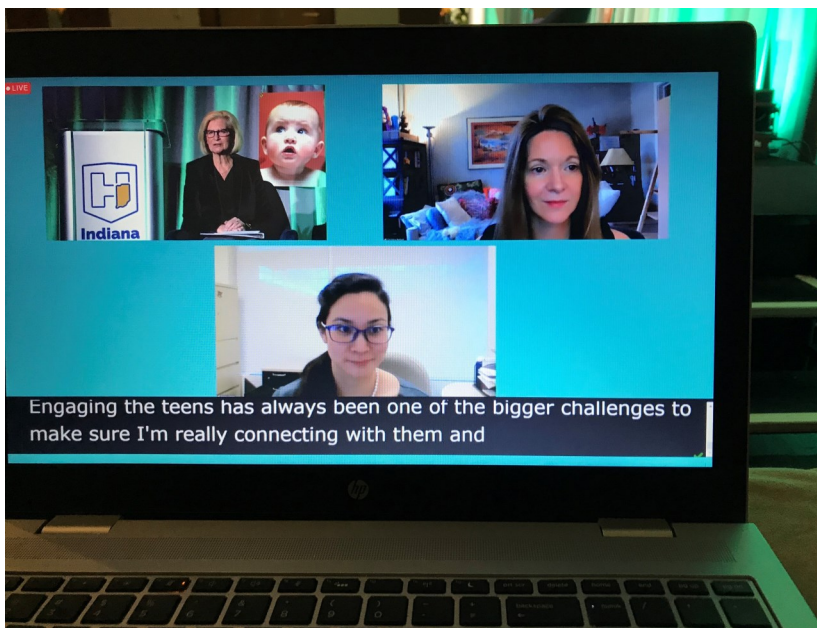 LIVE
Indiana
Engaging the teens has always been one of the bigger challenges to
make sure I'm really connecting with them and
hp